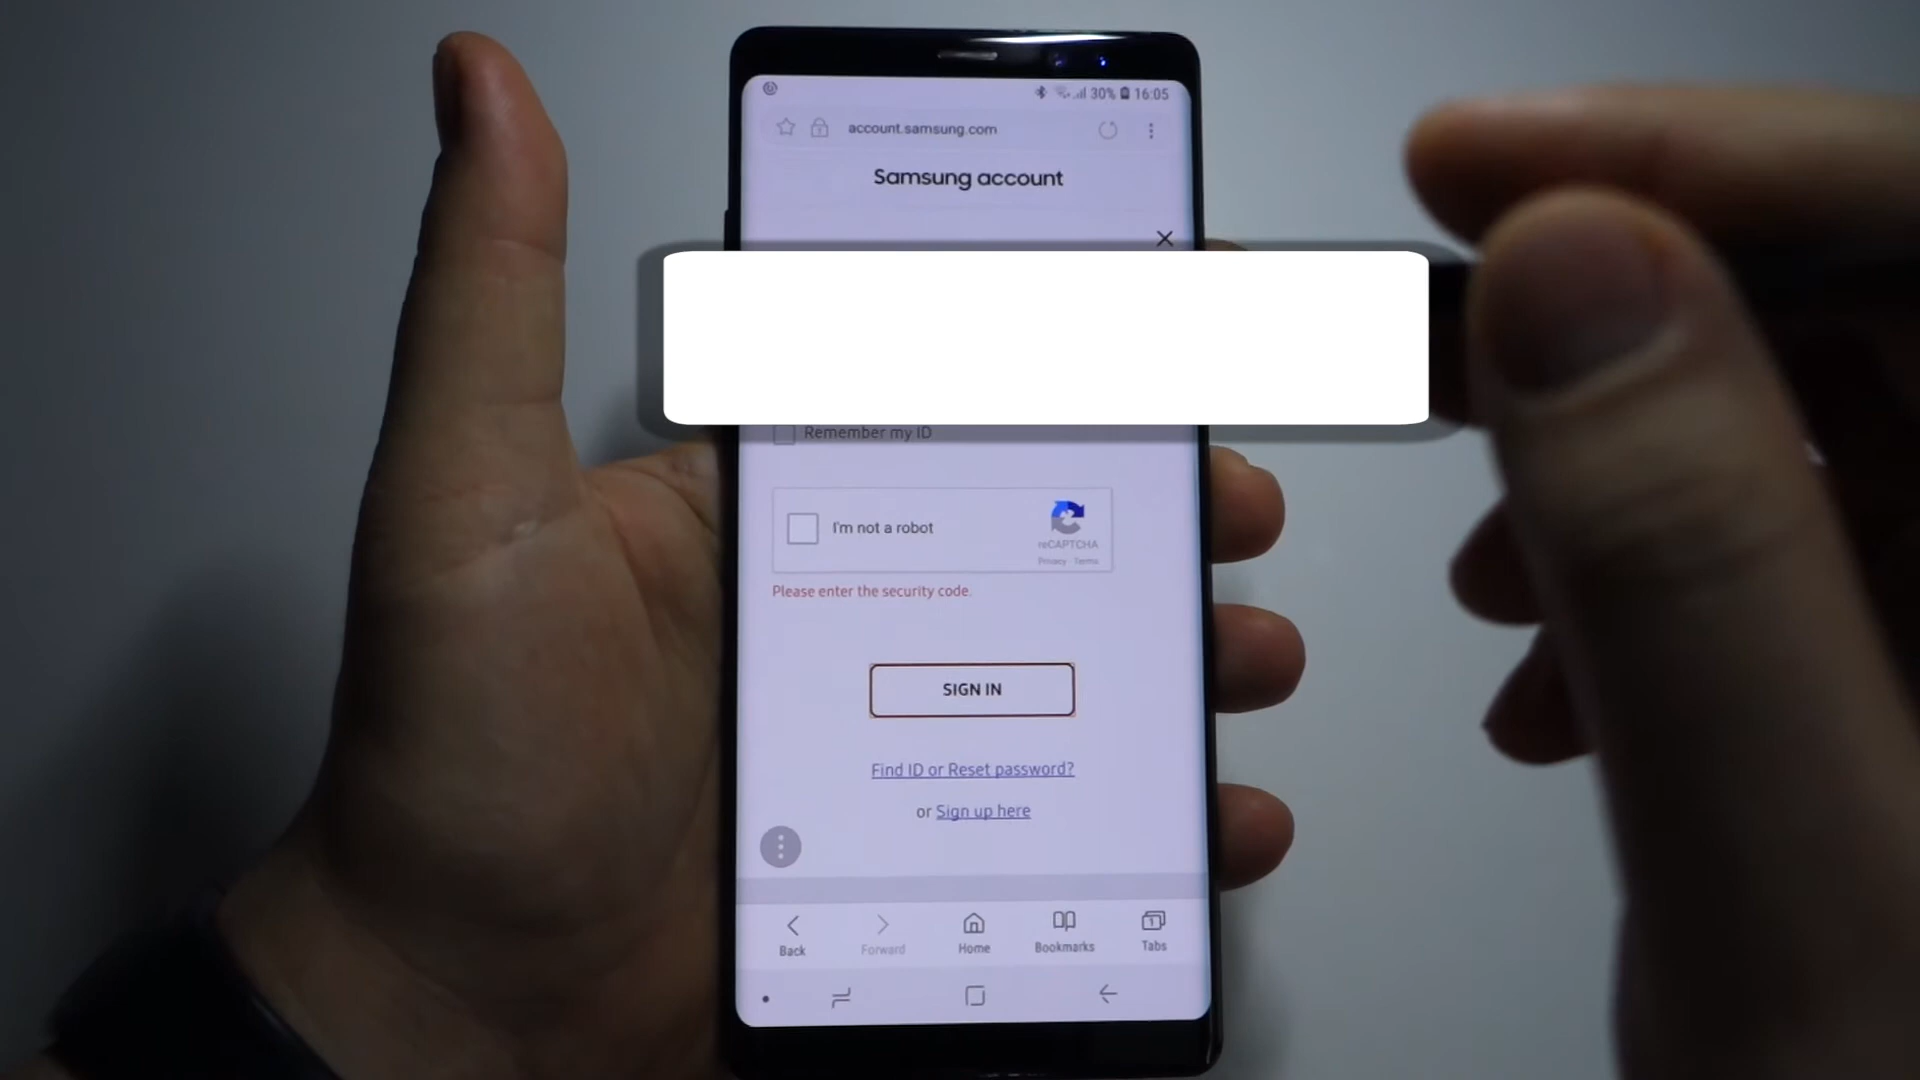 30% 16:05
account.samsung.com
Samsung account
Remember my ID
I'm not a robot
reCAPTCHA
Privacy - Terms
Please enter the security code.
SIGN IN
Find ID or Reset password?
or Sign up here
Back Forward Home Bookmarks 1 Tabs